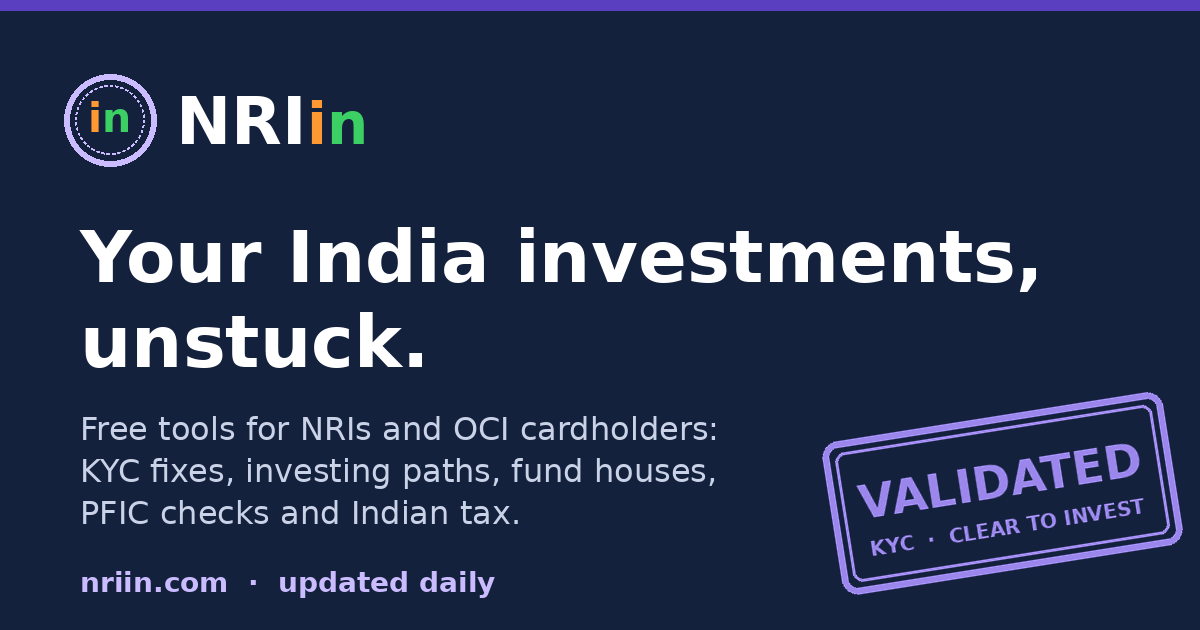 in
NRIin
Your India investments,
unstuck.
Free tools for NRIs and OCI cardholders:
KYC fixes, investing paths, fund houses,
PFIC checks and Indian tax.
VALIDATED
KYC · CLEAR TO INVEST
nriin.com · updated daily